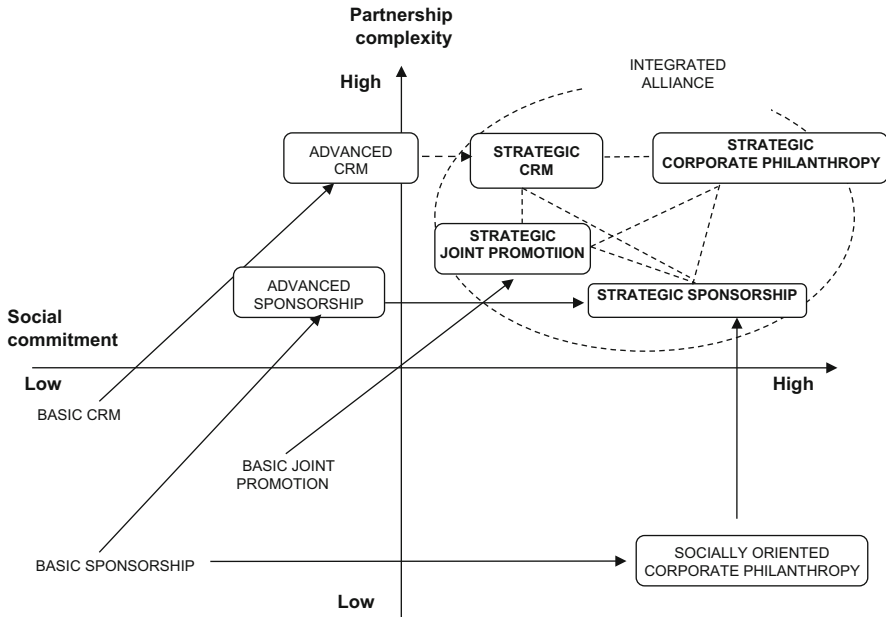 Partnership
complexity
High
INTEGRATED
ALLIANCE
ADVANCED
CRM
STRATEGIC
CRM
STRATEGIC
CORPORATE PHILANTHROPY
STRATEGIC
JOINT PROMOTIION
ADVANCED
SPONSORSHIP
STRATEGIC SPONSORSHIP
Social
commitment
Low
High
BASIC CRM
BASIC JOINT
PROMOTION
BASIC SPONSORSHIP
SOCIALLY ORIENTED
CORPORATE PHILANTHROPY
Low